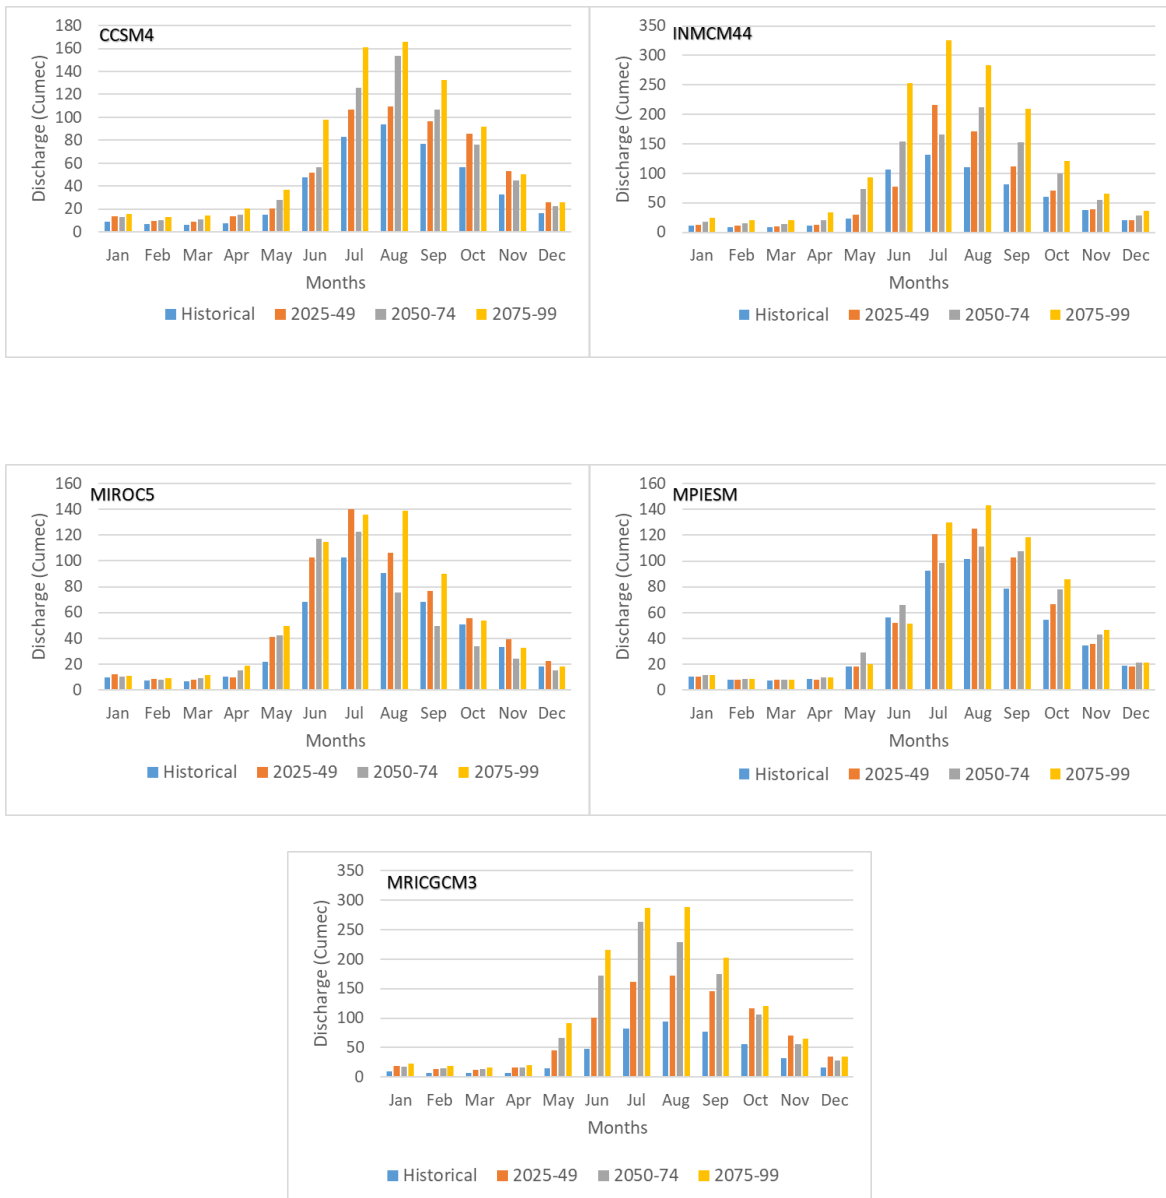 CCSM4
Discharge (Cumec)
180
160
140
120
100
80
60
40
20
0
Jan Feb Mar Apr May Jun Jul Aug Sep Oct Nov Dec
Months
Historical 2025-49 2050-74 2075-99
INMCM44
Discharge (Cumec)
350
300
250
200
150
100
50
0
Jan Feb Mar Apr May Jun Jul Aug Sep Oct Nov Dec
Months
Historical 2025-49 2050-74 2075-99
MIROC5
Discharge (Cumec)
160
140
120
100
80
60
40
20
0
Jan Feb Mar Apr May Jun Jul Aug Sep Oct Nov Dec
Months
Historical 2025-49 2050-74 2075-99
MPIESM
Discharge (Cumec)
160
140
120
100
80
60
40
20
0
Jan Feb Mar Apr May Jun Jul Aug Sep Oct Nov Dec
Months
Historical 2025-49 2050-74 2075-99
MRICGCM3
Discharge (Cumec)
350
300
250
200
150
100
50
0
Jan Feb Mar Apr May Jun Jul Aug Sep Oct Nov Dec
Months
Historical 2025-49 2050-74 2075-99